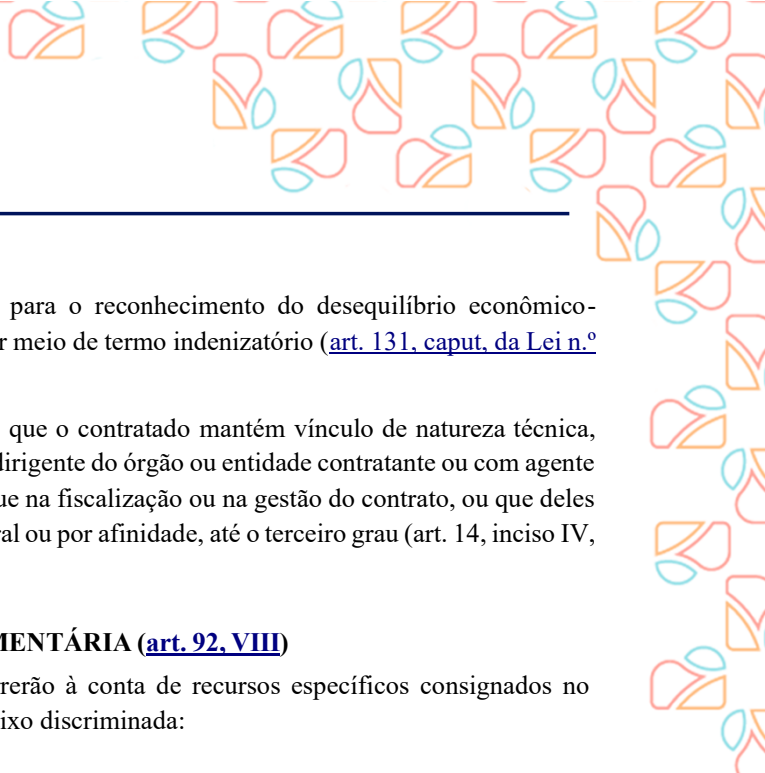 para o reconhecimento do desequilíbrio econômico-
meio de termo indenizatório (art. 131, caput, da Lei n.º
que o contratado mantém vínculo de natureza técnica,
dirigente do órgão ou entidade contratante ou com agente
na fiscalização ou na gestão do contrato, ou que deles
ou por afinidade, até o terceiro grau (art. 14, inciso IV,
MENTÁRIA (art. 92, VIII)
rerão à conta de recursos específicos consignados no
ixo discriminada: